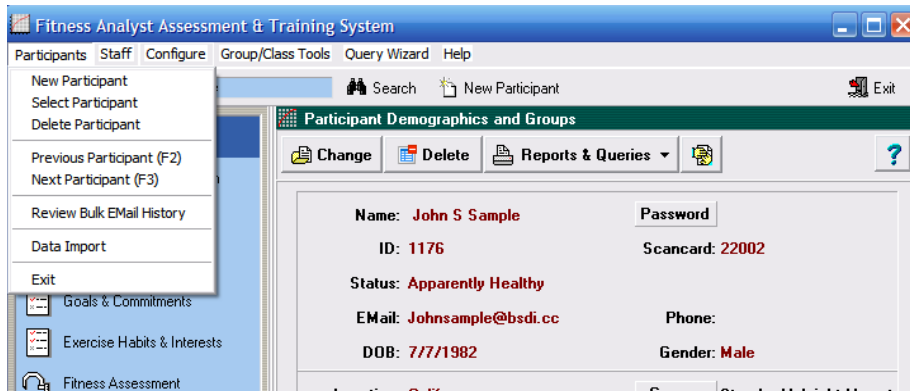 Fitness Analyst Assessment & Training System
Participants Staff Configure Group/Class Tools Query Wizard Help
New Participant
Select Participant
Delete Participant
Previous Participant (F2)
Next Participant (F3)
Review Bulk EMail History
Data Import
Exit
Search New Participant Exit
Participant Demographics and Groups
Change Delete Reports & Queries ?
Name: John S Sample Password
ID: 1176 Scancard: 22002
Status: Apparently Healthy
EMail: Johnsample@bsdi.cc Phone:
DOB: 7/7/1982 Gender: Male
Goals & Commitments
Exercise Habits & Interests
Fitness Assessment